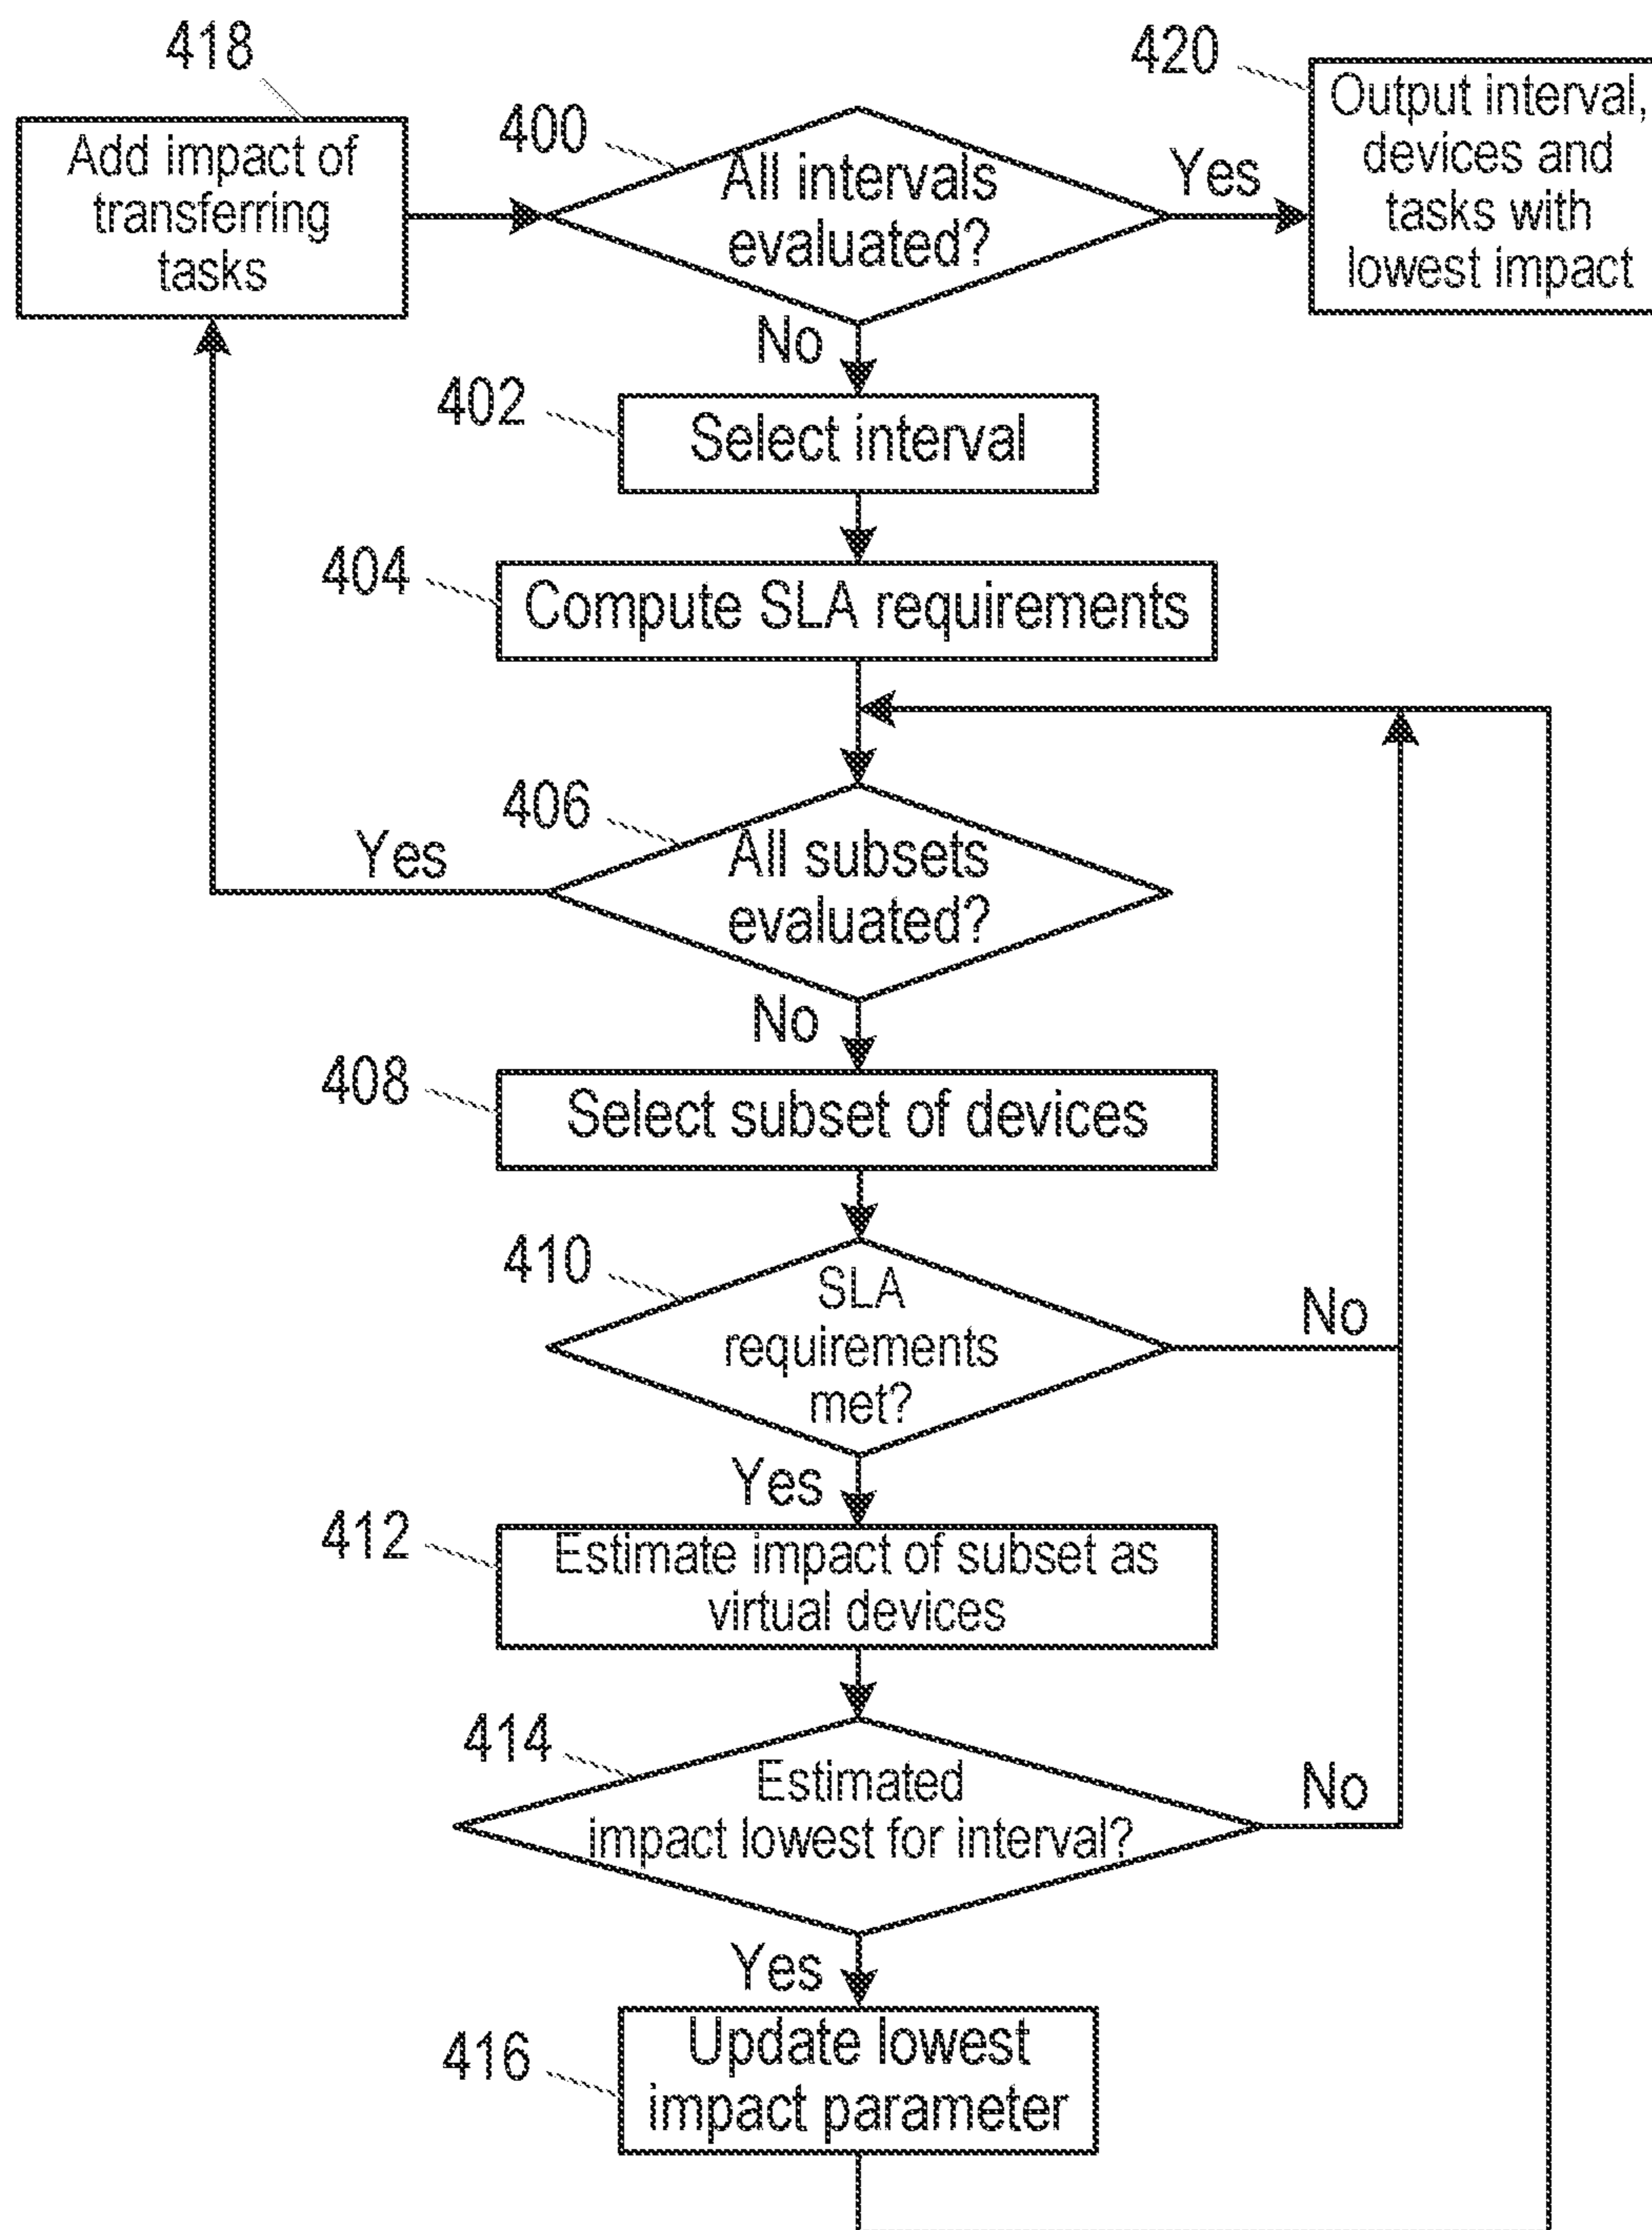 418
Add impact of
transferring
tasks
400
All intervals
evaluated?
Yes
420
Output interval,
devices and
tasks with
lowest impact
No
402
Select interval
404
Compute SLA requirements
406
All subsets
evaluated?
Yes
No
408
Select subset of devices
410
SLA
requirements
met?
No
Yes
412
Estimate impact of subset as
virtual devices
414
Estimated
impact lowest for interval?
No
Yes
416
Update lowest
impact parameter